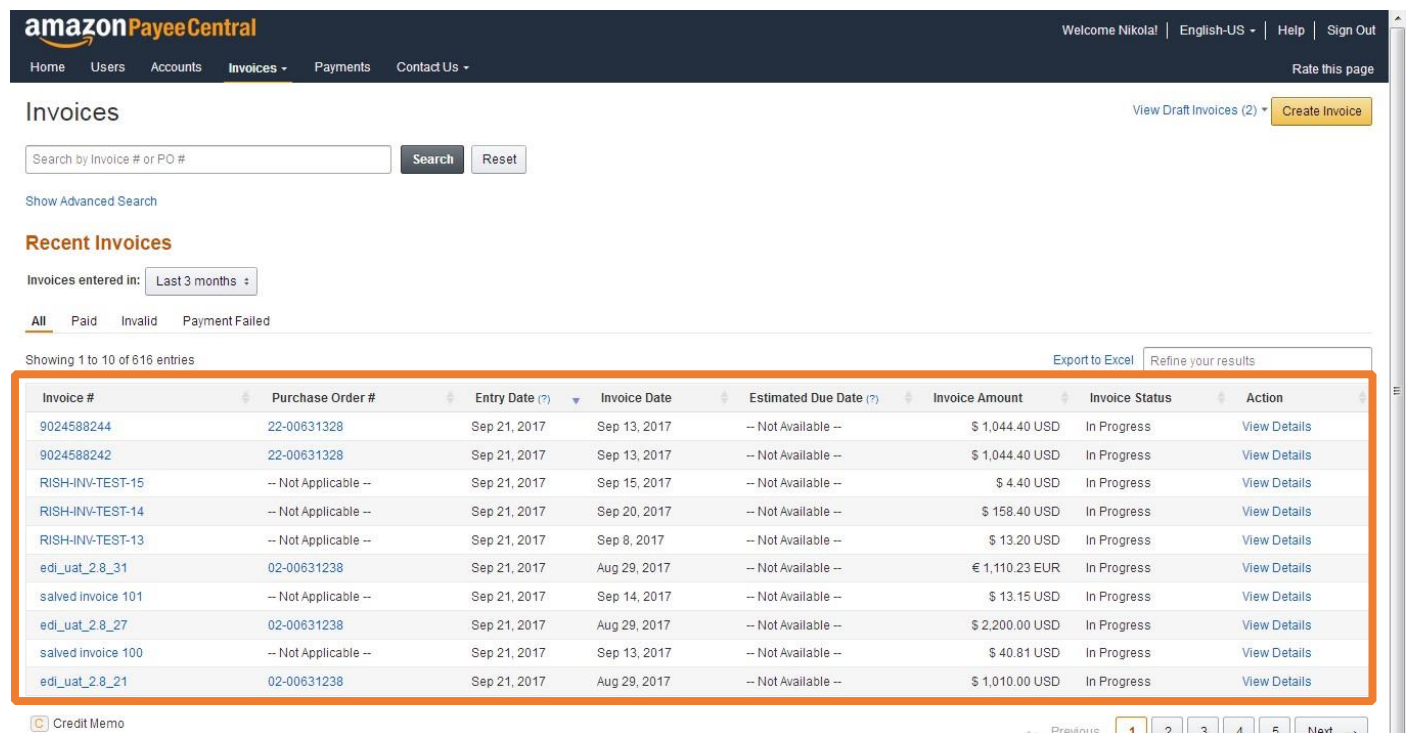 amazonPayeeCentral
Welcome Nikola! | English-US | Help | Sign Out
Home Users Accounts Invoices Payments Contact Us Rate this page
Invoices
View Draft Invoices (2) Create Invoice
Search by Invoice # or PO # Search Reset
Show Advanced Search
Recent Invoices
Invoices entered in: Last 3 months
All Paid Invalid Payment Failed
Showing 1 to 10 of 616 entries Export to Excel Refine your results
Invoice # Purchase Order # Entry Date (?) Invoice Date Estimated Due Date (?) Invoice Amount Invoice Status Action
9024588244 22-00631328 Sep 21, 2017 Sep 13, 2017 -- Not Available -- $ 1,044.40 USD In Progress View Details
9024588242 22-00631328 Sep 21, 2017 Sep 13, 2017 -- Not Available -- $ 1,044.40 USD In Progress View Details
RISH-INV-TEST-15 -- Not Applicable -- Sep 21, 2017 Sep 15, 2017 -- Not Available -- $ 4.40 USD In Progress View Details
RISH-INV-TEST-14 -- Not Applicable -- Sep 21, 2017 Sep 20, 2017 -- Not Available -- $ 158.40 USD In Progress View Details
RISH-INV-TEST-13 -- Not Applicable -- Sep 21, 2017 Sep 8, 2017 -- Not Available -- $ 13.20 USD In Progress View Details
edi_uat_2.8_31 02-00631238 Sep 21, 2017 Aug 29, 2017 -- Not Available -- € 1,110.23 EUR In Progress View Details
salved invoice 101 -- Not Applicable -- Sep 21, 2017 Sep 14, 2017 -- Not Available -- $ 13.15 USD In Progress View Details
edi_uat_2.8_27 02-00631238 Sep 21, 2017 Aug 29, 2017 -- Not Available -- $ 2,200.00 USD In Progress View Details
salved invoice 100 -- Not Applicable -- Sep 21, 2017 Sep 13, 2017 -- Not Available -- $ 40.81 USD In Progress View Details
edi_uat_2.8_21 02-00631238 Sep 21, 2017 Aug 29, 2017 -- Not Available -- $ 1,010.00 USD In Progress View Details
C Credit Memo ← Previous 1 2 3 4 5 Next →